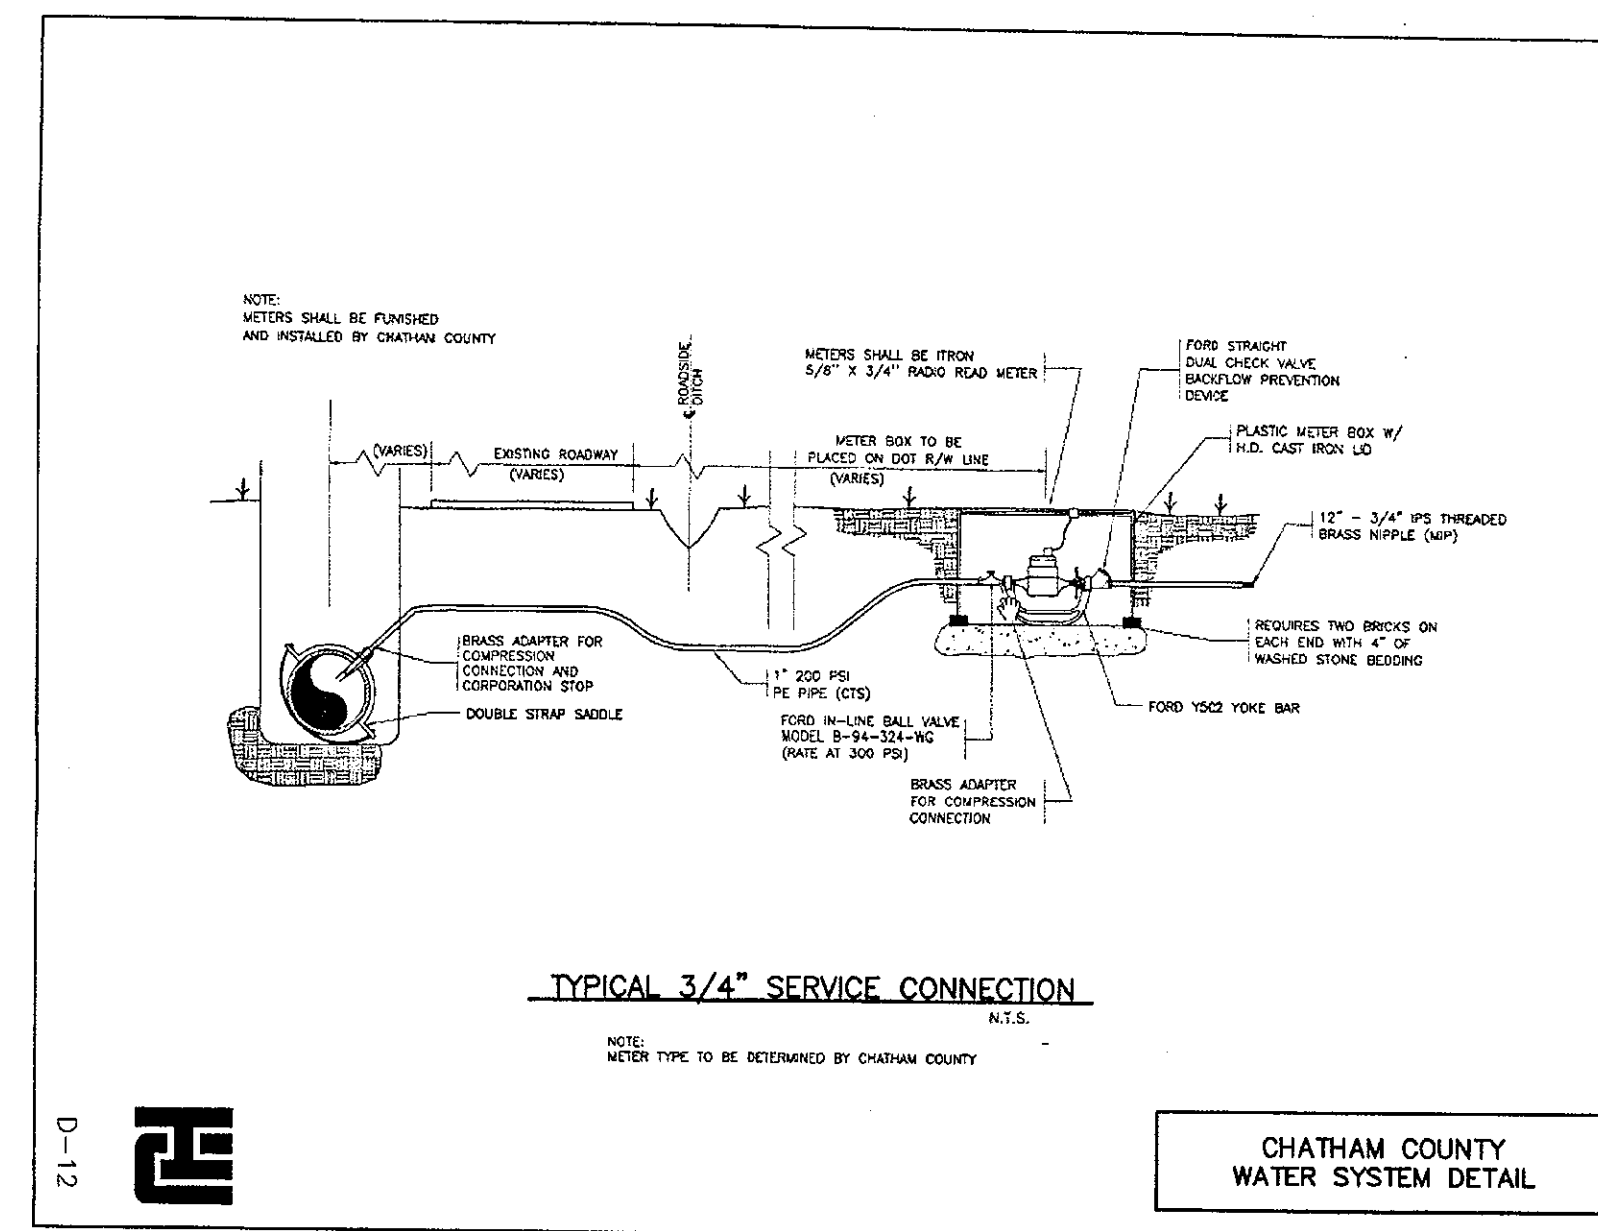 NOTE:
METERS SHALL BE FUNISHED
AND INSTALLED BY CHATHAN COUNTY
℄ ROADSIDE
DITCH
METERS SHALL BE ITRON
5/8" X 3/4" RADIO READ METER
FORD STRAIGHT
DUAL CHECK VALVE
BACKFLOW PREVENTION
DEVICE
PLASTIC METER BOX W/
H.D. CAST IRON LID
(VARIES)
EXISTING ROADWAY
(VARIES)
METER BOX TO BE
PLACED ON DOT R/W LINE
(VARIES)
12" - 3/4" IPS THREADED
BRASS NIPPLE (MIP)
BRASS ADAPTER FOR
COMPRESSION
CONNECTION AND
CORPORATION STOP
DOUBLE STRAP SADDLE
1" 200 PSI
PE PIPE (CTS)
FORD IN-LINE BALL VALVE
MODEL B-94-324-WG
(RATE AT 300 PSI)
BRASS ADAPTER
FOR COMPRESSION
CONNECTION
REQUIRES TWO BRICKS ON
EACH END WITH 4" OF
WASHED STONE BEDDING
FORD Y502 YOKE BAR
TYPICAL 3/4" SERVICE CONNECTION
N.T.S.
NOTE:
METER TYPE TO BE DETERMINED BY CHATHAM COUNTY
D-12
CHATHAM COUNTY
WATER SYSTEM DETAIL